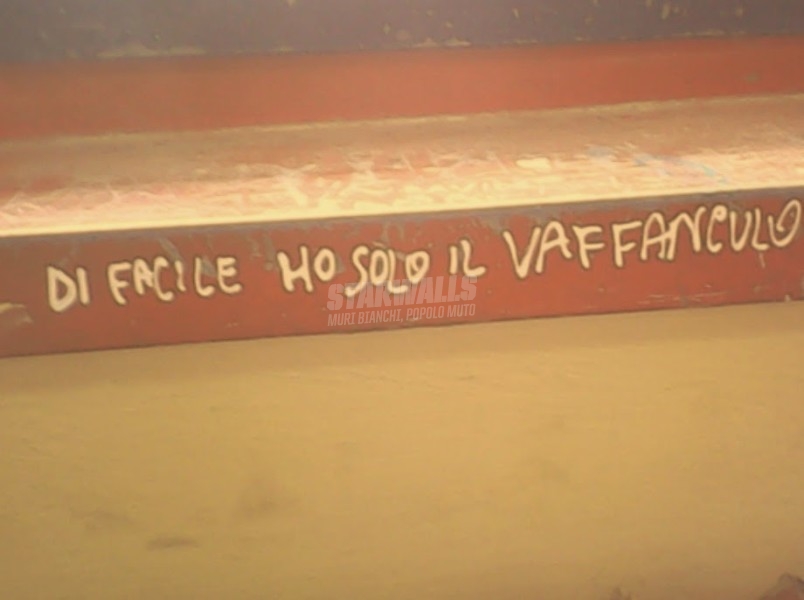 DI FACILE HO SOLO IL VAFFANCULO
STARWALLS
MURI BIANCHI, POPOLO MUTO